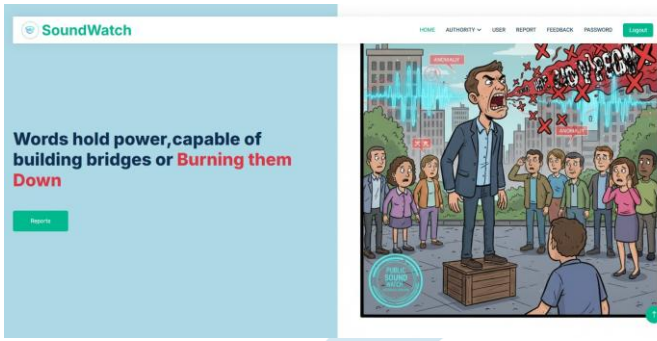 SoundWatch
HOME AUTHORITY USER REPORT FEEDBACK PASSWORD Logout
Words hold power,capable of
building bridges or Burning them
Down
Reports
ANOMALY
ANOMALY
PUBLIC
SOUND
WATCH